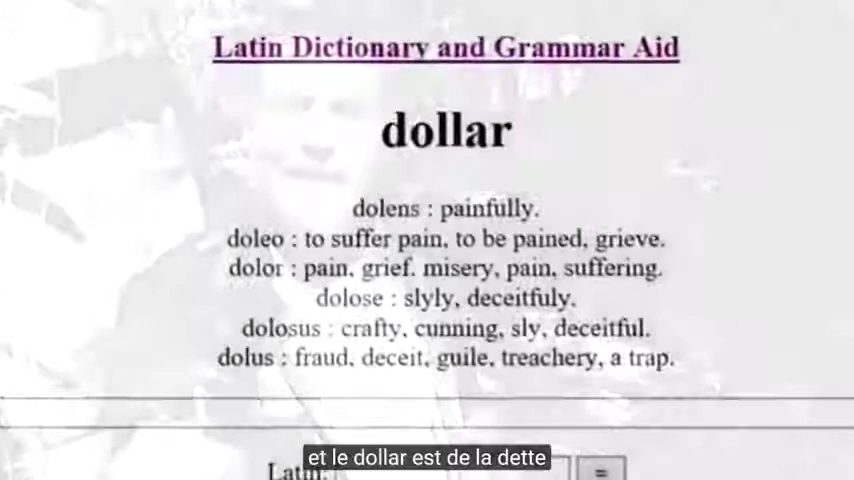 Latin Dictionary and Grammar Aid
dollar
dolens : painfully.
doleo : to suffer pain, to be pained, grieve.
dolor : pain, grief. misery, pain, suffering.
dolose : slyly, deceitfuly.
dolosus : crafty, cunning, sly, deceitful.
dolus : fraud, deceit, guile, treachery, a trap.
et le dollar est de la dette
Latin:
=